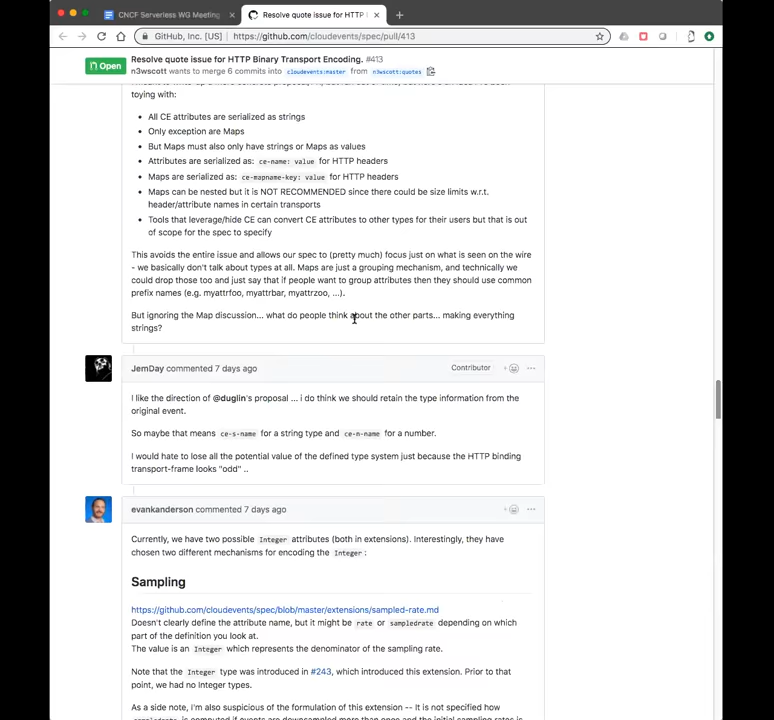 CNCF Serverless WG Meeting
Resolve quote issue for HTTP
GitHub, Inc. [US] | https://github.com/cloudevents/spec/pull/413
Open
Resolve quote issue for HTTP Binary Transport Encoding. #413
n3wscott wants to merge 6 commits into cloudevents:master from n3wscott:quotes
toying with:
• All CE attributes are serialized as strings
• Only exception are Maps
• But Maps must also only have strings or Maps as values
• Attributes are serialized as: ce-name: value for HTTP headers
• Maps are serialized as: ce-mapname-key: value for HTTP headers
• Maps can be nested but it is NOT RECOMMENDED since there could be size limits w.r.t.
header/attribute names in certain transports
• Tools that leverage/hide CE can convert CE attributes to other types for their users but that is out
of scope for the spec to specify
This avoids the entire issue and allows our spec to (pretty much) focus just on what is seen on the wire
- we basically don't talk about types at all. Maps are just a grouping mechanism, and technically we
could drop those too and just say that if people want to group attributes then they should use common
prefix names (e.g. myattrfoo, myattrbar, myattrzoo, ...).
But ignoring the Map discussion... what do people think about the other parts... making everything
strings?
JemDay commented 7 days ago
Contributor
I like the direction of @duglin's proposal ... i do think we should retain the type information from the
original event.
So maybe that means ce-s-name for a string type and ce-n-name for a number.
I would hate to lose all the potential value of the defined type system just because the HTTP binding
transport-frame looks "odd" ..
evankanderson commented 7 days ago
Currently, we have two possible Integer attributes (both in extensions). Interestingly, they have
chosen two different mechanisms for encoding the Integer :
Sampling
https://github.com/cloudevents/spec/blob/master/extensions/sampled-rate.md
Doesn't clearly define the attribute name, but it might be rate or sampledrate depending on which
part of the definition you look at.
The value is an Integer which represents the denominator of the sampling rate.
Note that the Integer type was introduced in #243, which introduced this extension. Prior to that
point, we had no Integer types.
As a side note, I'm also suspicious of the formulation of this extension -- It is not specified how